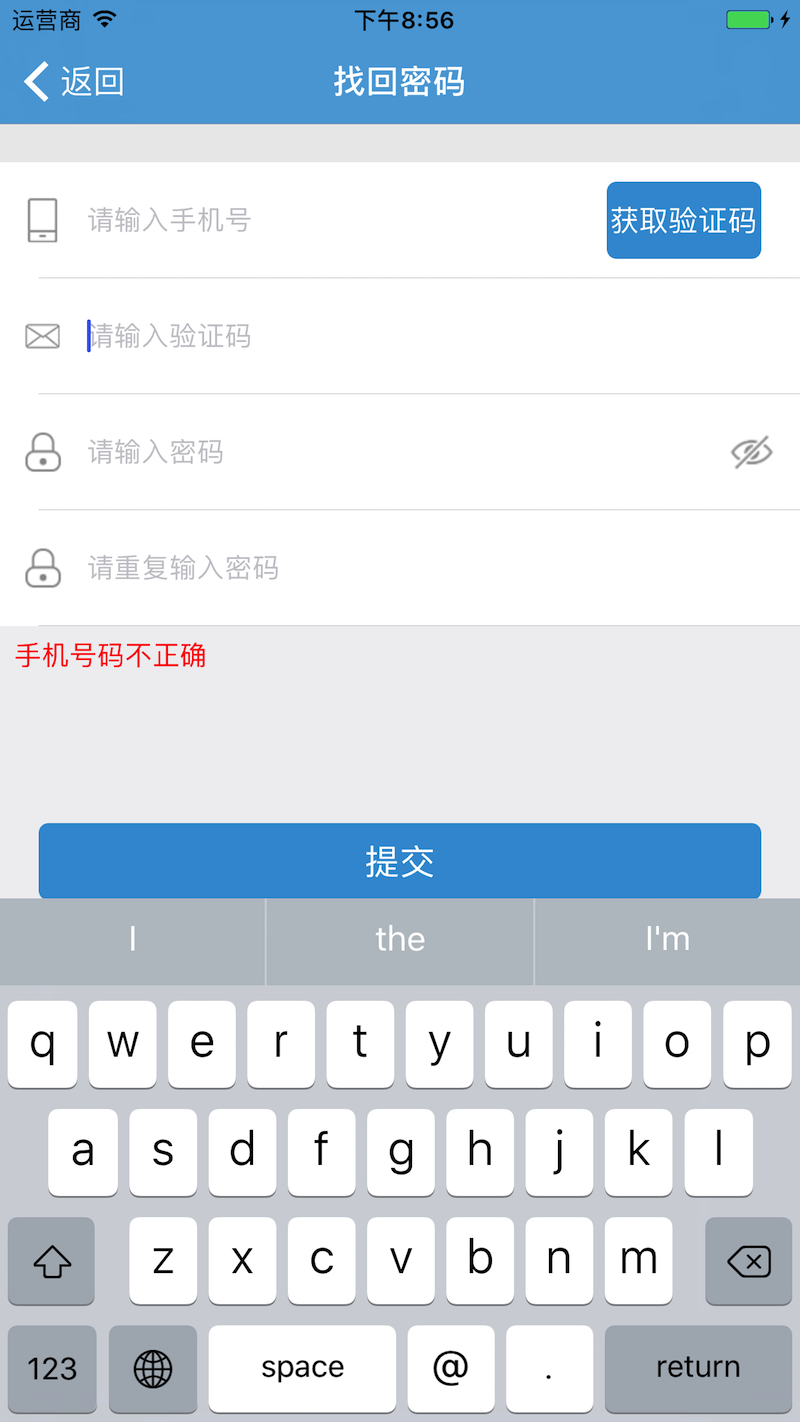 运营商 下午8:56
返回 找回密码
请输入手机号 获取验证码
请输入验证码
请输入密码
请重复输入密码
手机号码不正确
提交
I the I'm
q w e r t y u i o p
a s d f g h j k l
z x c v b n m
123 space @ . return